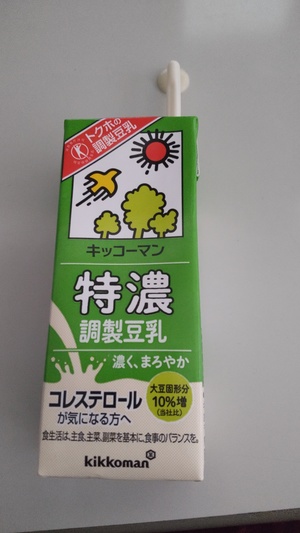 トクホの
調製豆乳
キッコーマン
特濃
調製豆乳
濃く、まろやか
コレステロール
が気になる方へ
大豆固形分
10%増
(当社比)
食生活は、主食、主菜、副菜を基本に、食事のバランスを。
kikkoman